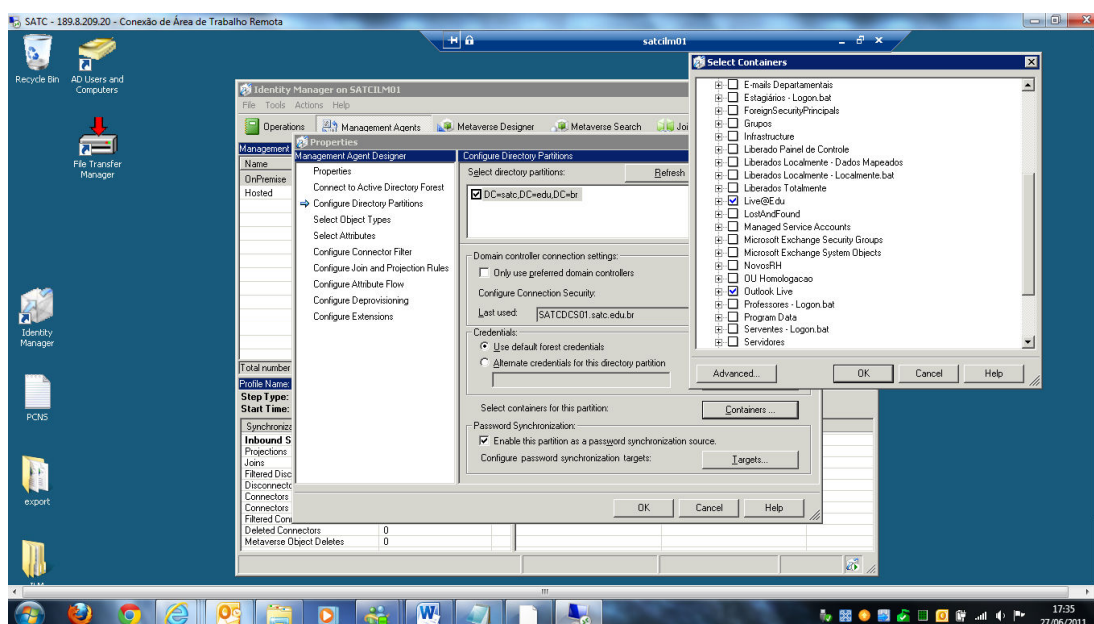 SATC - 189.8.209.20 - Conexão de Área de Trabalho Remota
satcilm01
Recycle Bin
AD Users and Computers
File Transfer Manager
Identity Manager
PCNS
export
Identity Manager on SATCILM01
File Tools Actions Help
Operations Management Agents Metaverse Designer Metaverse Search Joi
Management
Name
OnPremise
Hosted
Total number
Profile Name:
Step Type:
Start Time:
Synchroniza
Inbound S
Projections
Joins
Filtered Disc
Disconnecto
Connectors
Connectors
Filtered Con
Deleted Connectors 0
Metaverse Object Deletes 0
Properties
Management Agent Designer
Properties
Connect to Active Directory Forest
Configure Directory Partitions
Select Object Types
Select Attributes
Configure Connector Filter
Configure Join and Projection Rules
Configure Attribute Flow
Configure Deprovisioning
Configure Extensions
Configure Directory Partitions
Select directory partitions:
Refresh
DC=satc,DC=edu,DC=br
Domain controller connection settings:
Only use preferred domain controllers
Configure Connection Security:
Last used: SATCDCS01.satc.edu.br
Credentials:
Use default forest credentials
Alternate credentials for this directory partition
Select containers for this partition:
Containers ...
Password Synchronization:
Enable this partition as a password synchronization source.
Configure password synchronization targets:
Targets...
OK Cancel Help
Select Containers
E-mails Departamentais
Estagiários - Logon.bat
ForeignSecurityPrincipals
Grupos
Infrastructure
Liberado Painel de Controle
Liberados Localmente - Dados Mapeados
Liberados Localmente - Localmente.bat
Liberados Totalmente
Live@Edu
LostAndFound
Managed Service Accounts
Microsoft Exchange Security Groups
Microsoft Exchange System Objects
NovosRH
OU Homologacao
Outlook Live
Professores - Logon.bat
Program Data
Serventes - Logon.bat
Servidores
Advanced... OK Cancel Help
17:35
27/06/2011